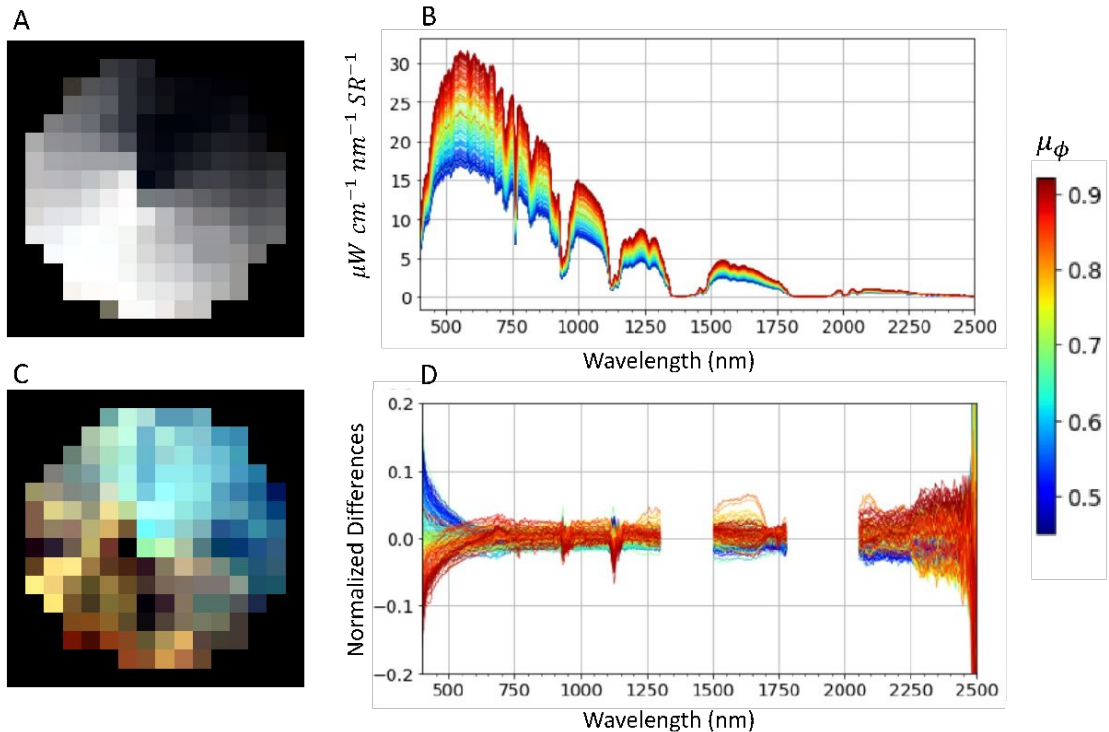 A
B
μW cm⁻¹ nm⁻¹ SR⁻¹
30
25
20
15
10
5
0
500 750 1000 1250 1500 1750 2000 2250 2500
Wavelength (nm)
μϕ
0.9
0.8
0.7
0.6
0.5
C
D
Normalized Differences
0.2
0.1
0.0
−0.1
−0.2
500 750 1000 1250 1500 1750 2000 2250 2500
Wavelength (nm)